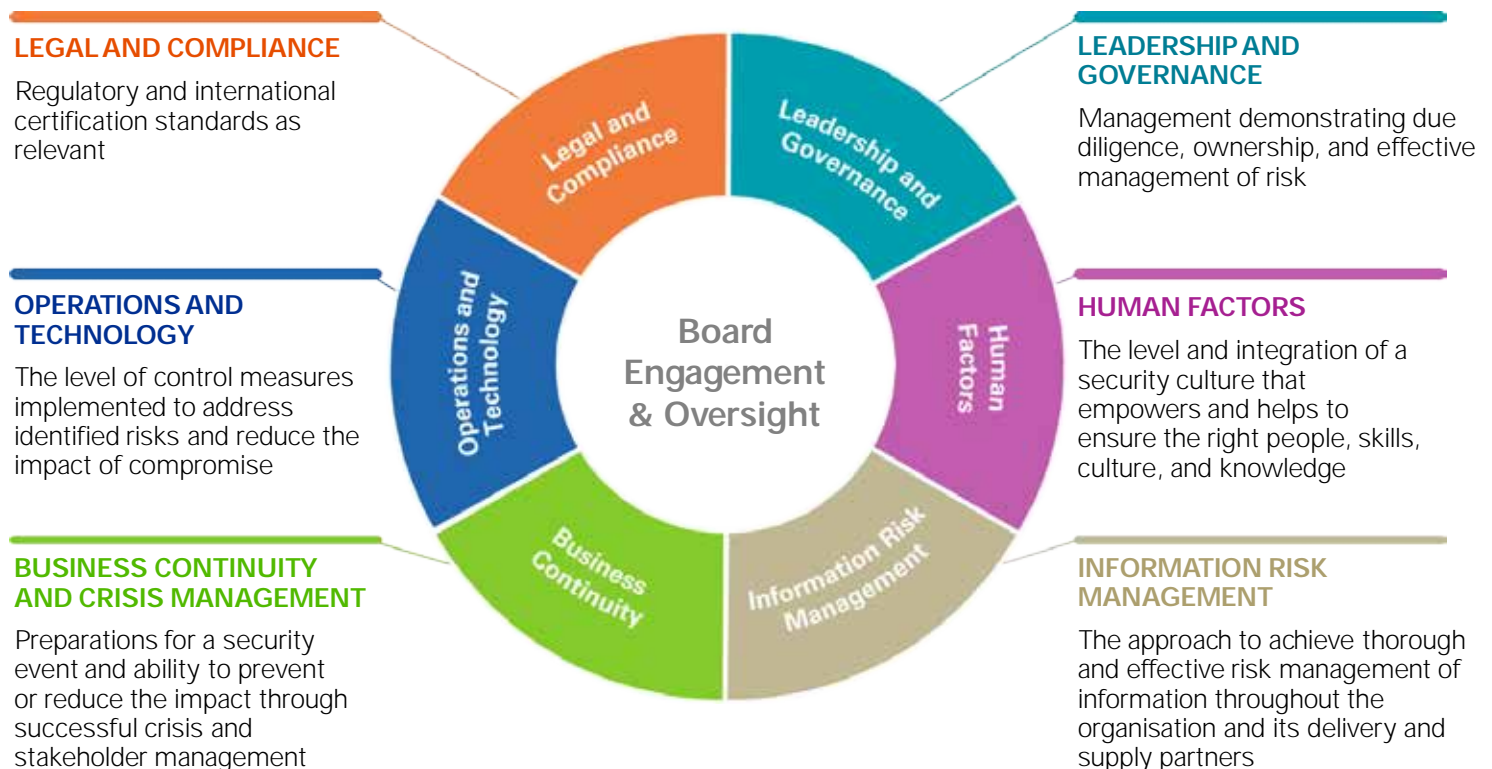 LEGAL AND COMPLIANCE
Regulatory and international
certification standards as
relevant
OPERATIONS AND
TECHNOLOGY
The level of control measures
implemented to address
identified risks and reduce the
impact of compromise
BUSINESS CONTINUITY
AND CRISIS MANAGEMENT
Preparations for a security
event and ability to prevent
or reduce the impact through
successful crisis and
stakeholder management
Legal and
Compliance
Leadership and
Governance
Operations and
Technology
Board
Engagement
& Oversight
Human
Factors
Business
Continuity
Information Risk
Management
LEADERSHIP AND
GOVERNANCE
Management demonstrating due
diligence, ownership, and effective
management of risk
HUMAN FACTORS
The level and integration of a
security culture that
empowers and helps to
ensure the right people, skills,
culture, and knowledge
INFORMATION RISK
MANAGEMENT
The approach to achieve thorough
and effective risk management of
information throughout the
organisation and its delivery and
supply partners